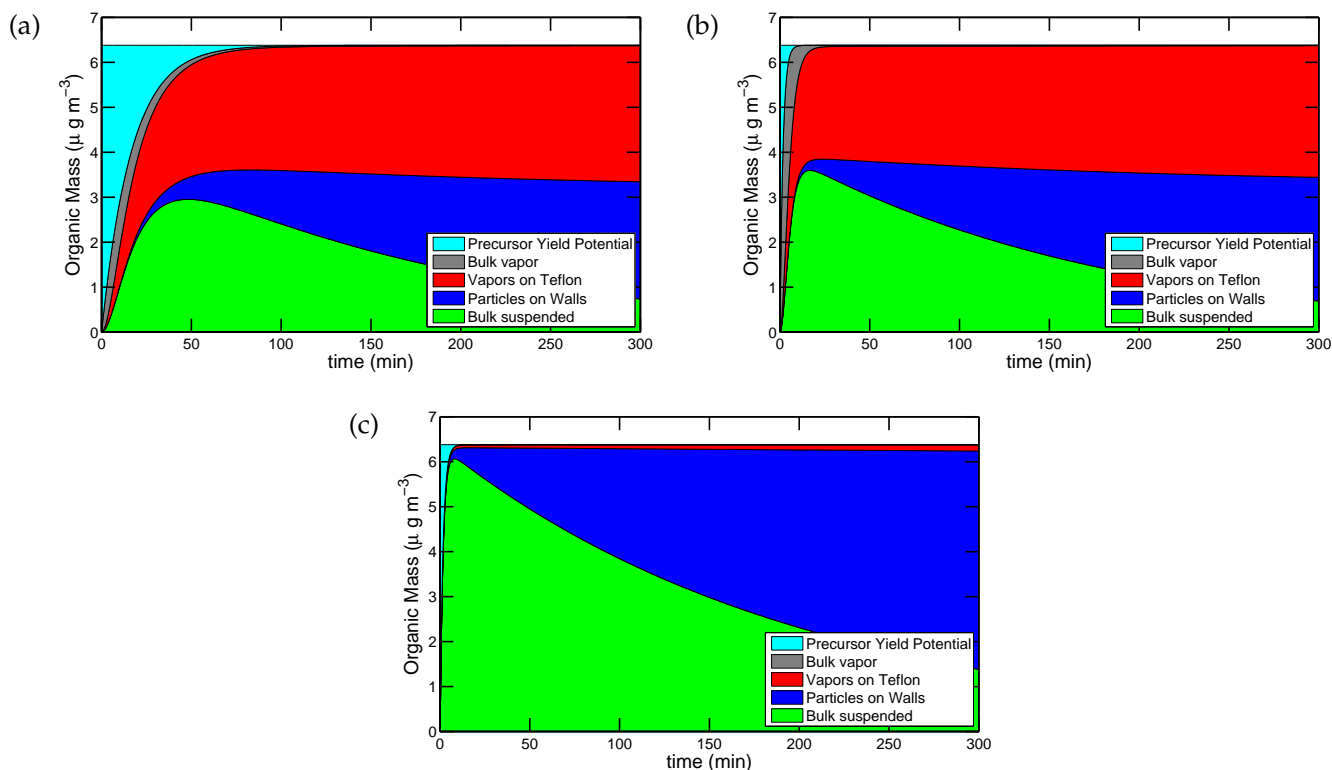 (a)
7
6
5
4
3
2
1
0
Organic Mass (μ g m⁻³)
0 50 100 150 200 250 300
time (min)
Precursor Yield Potential
Bulk vapor
Vapors on Teflon
Particles on Walls
Bulk suspended
(b)
7
6
5
4
3
2
1
0
Organic Mass (μ g m⁻³)
0 50 100 150 200 250 300
time (min)
Precursor Yield Potential
Bulk vapor
Vapors on Teflon
Particles on Walls
Bulk suspended
(c)
7
6
5
4
3
2
1
0
Organic Mass (μ g m⁻³)
0 50 100 150 200 250 300
time (min)
Precursor Yield Potential
Bulk vapor
Vapors on Teflon
Particles on Walls
Bulk suspended